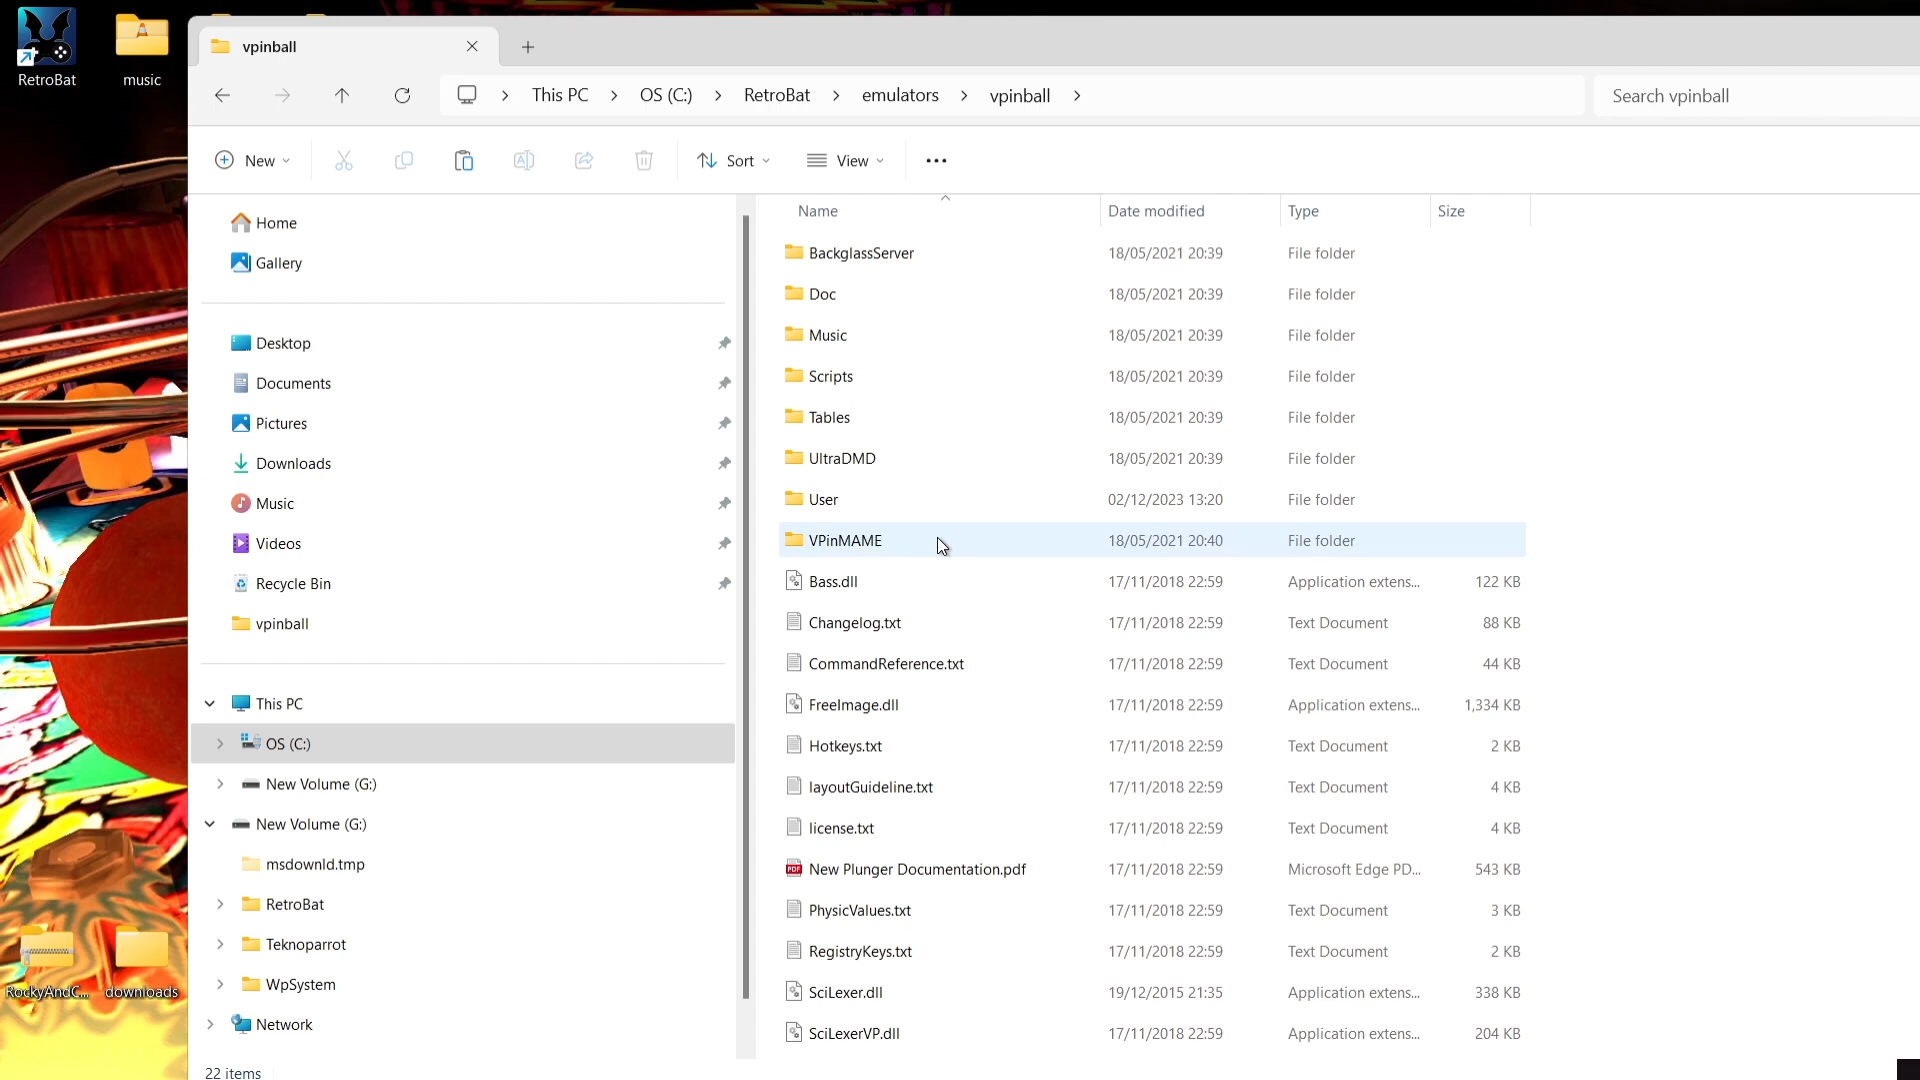 RetroBat
music
vpinball
This PC
OS (C:)
RetroBat
emulators
vpinball
Search vpinball
New
Sort
View
Home
Gallery
Desktop
Documents
Pictures
Downloads
Music
Videos
Recycle Bin
vpinball
This PC
OS (C:)
New Volume (G:)
New Volume (G:)
msdownld.tmp
RetroBat
Teknoparrot
WpSystem
Network
22 items
Name Date modified Type Size
BackglassServer 18/05/2021 20:39 File folder
Doc 18/05/2021 20:39 File folder
Music 18/05/2021 20:39 File folder
Scripts 18/05/2021 20:39 File folder
Tables 18/05/2021 20:39 File folder
UltraDMD 18/05/2021 20:39 File folder
User 02/12/2023 13:20 File folder
VPinMAME 18/05/2021 20:40 File folder
Bass.dll 17/11/2018 22:59 Application extens... 122 KB
Changelog.txt 17/11/2018 22:59 Text Document 88 KB
CommandReference.txt 17/11/2018 22:59 Text Document 44 KB
FreeImage.dll 17/11/2018 22:59 Application extens... 1,334 KB
Hotkeys.txt 17/11/2018 22:59 Text Document 2 KB
layoutGuideline.txt 17/11/2018 22:59 Text Document 4 KB
license.txt 17/11/2018 22:59 Text Document 4 KB
PDF New Plunger Documentation.pdf 17/11/2018 22:59 Microsoft Edge PD... 543 KB
PhysicValues.txt 17/11/2018 22:59 Text Document 3 KB
RegistryKeys.txt 17/11/2018 22:59 Text Document 2 KB
SciLexer.dll 19/12/2015 21:35 Application extens... 338 KB
SciLexerVP.dll 17/11/2018 22:59 Application extens... 204 KB
RockyAndC...
downloads